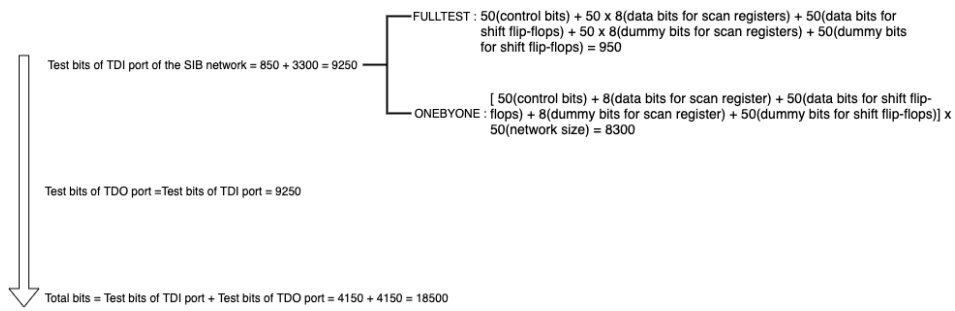 FULLTEST : 50(control bits) + 50 x 8(data bits for scan registers) + 50(data bits for
shift flip-flops) + 50 x 8(dummy bits for scan registers) + 50(dummy bits
for shift flip-flops) = 950
Test bits of TDI port of the SIB network = 850 + 3300 = 9250
[ 50(control bits) + 8(data bits for scan register) + 50(data bits for shift flip-
ONEBYONE : flops) + 8(dummy bits for scan register) + 50(dummy bits for shift flip-flops)] x
50(network size) = 8300
Test bits of TDO port =Test bits of TDI port = 9250
Total bits = Test bits of TDI port + Test bits of TDO port = 4150 + 4150 = 18500